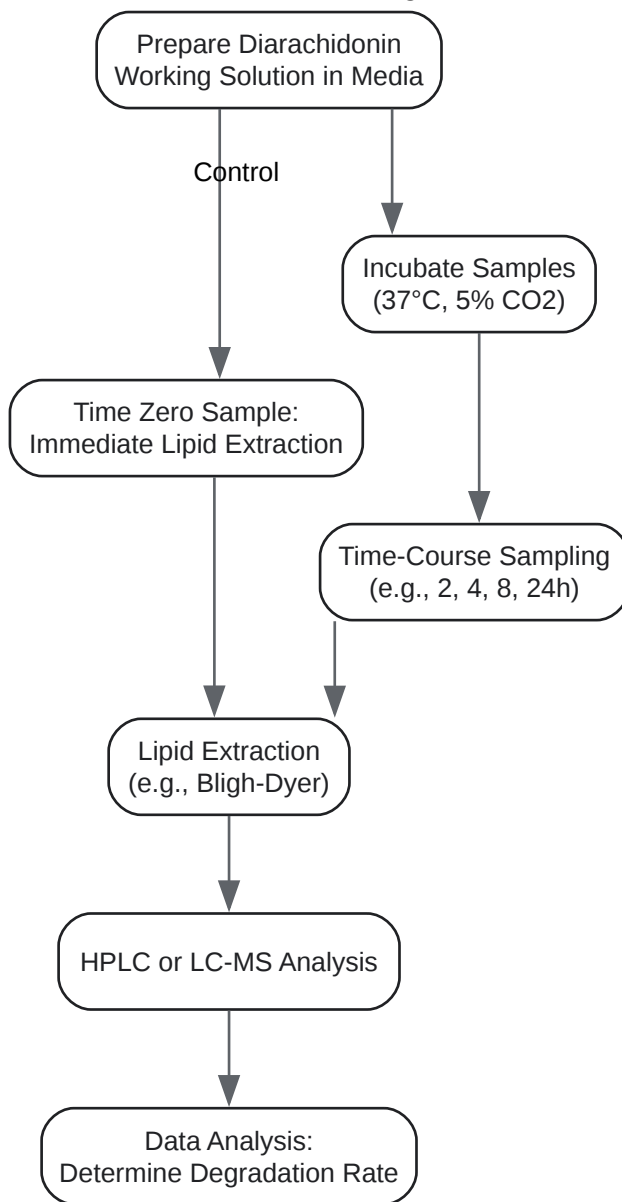 Prepare Diarachidonin
Working Solution in Media
Control
Incubate Samples
(37°C, 5% CO2)
Time Zero Sample:
Immediate Lipid Extraction
Time-Course Sampling
(e.g., 2, 4, 8, 24h)
Lipid Extraction
(e.g., Bligh-Dyer)
HPLC or LC-MS Analysis
Data Analysis:
Determine Degradation Rate